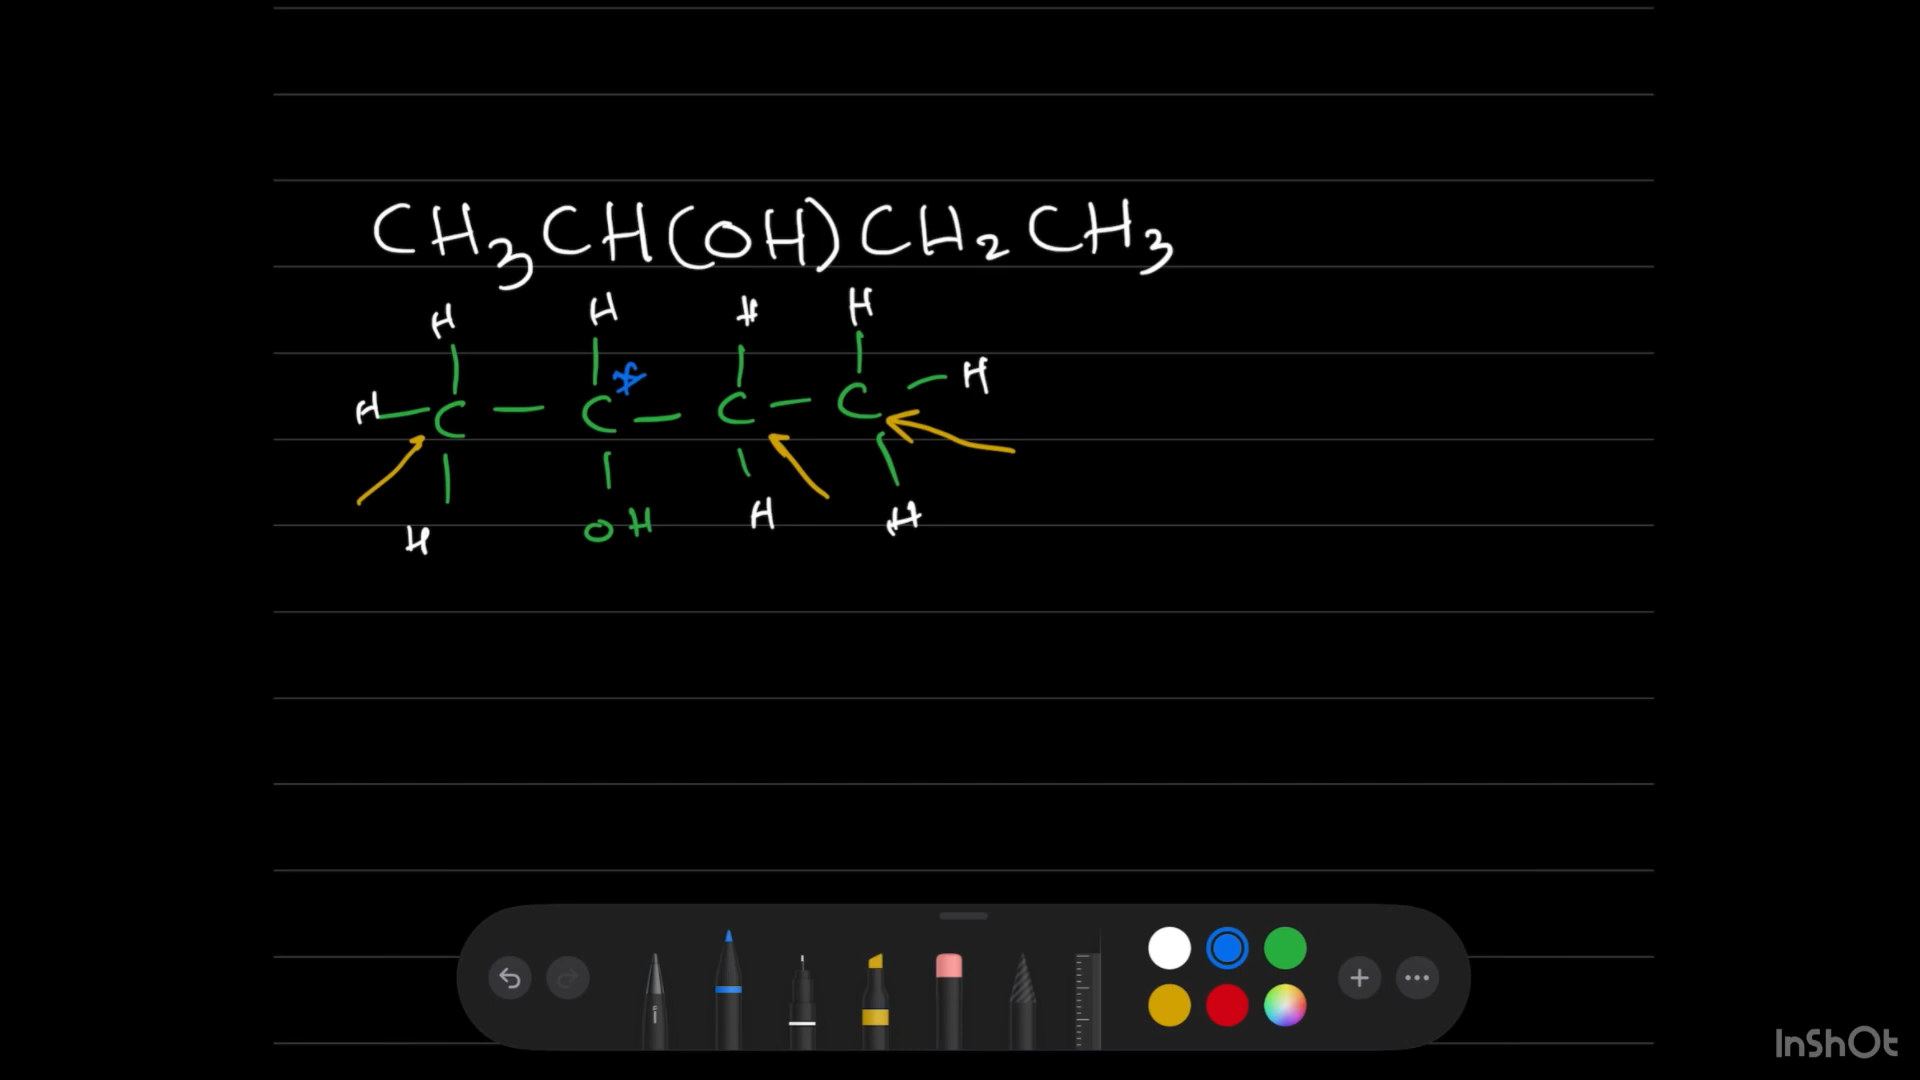 CH3CH(OH)CH2CH3
H H H H
H C — C* — C — C H
H OH H H
InShOt